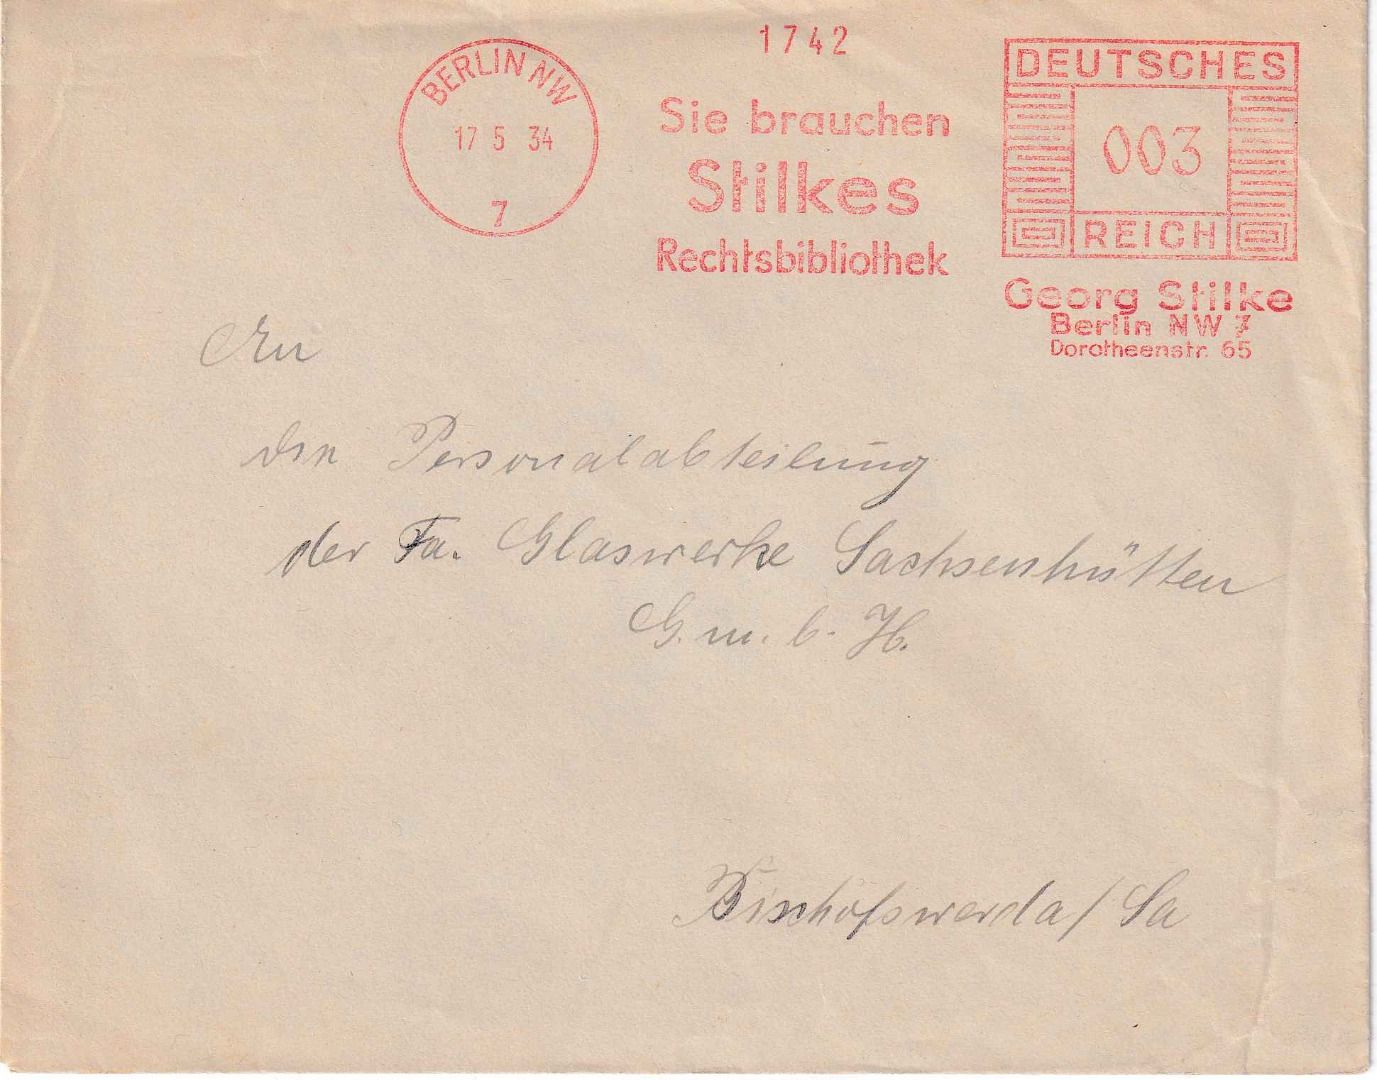 1742
BERLIN NW
17 5 34
7
Sie brauchen
Stilkes
Rechtsbibliothek
DEUTSCHES
003
REICH
Georg Stilke
Berlin NW 7
Dorotheenstr. 65
An
die Personalabteilung
der Fa. Glaswerke Sachsenhütten
G. m. b. H.
Bischofswerda / Sa